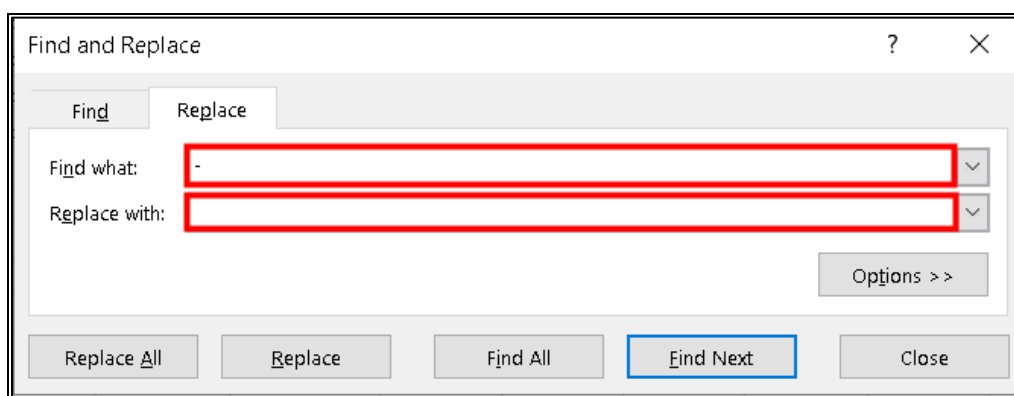 Find and Replace ?
Find Replace
Find what: -
Replace with:
Options >>
Replace All Replace Find All Find Next Close